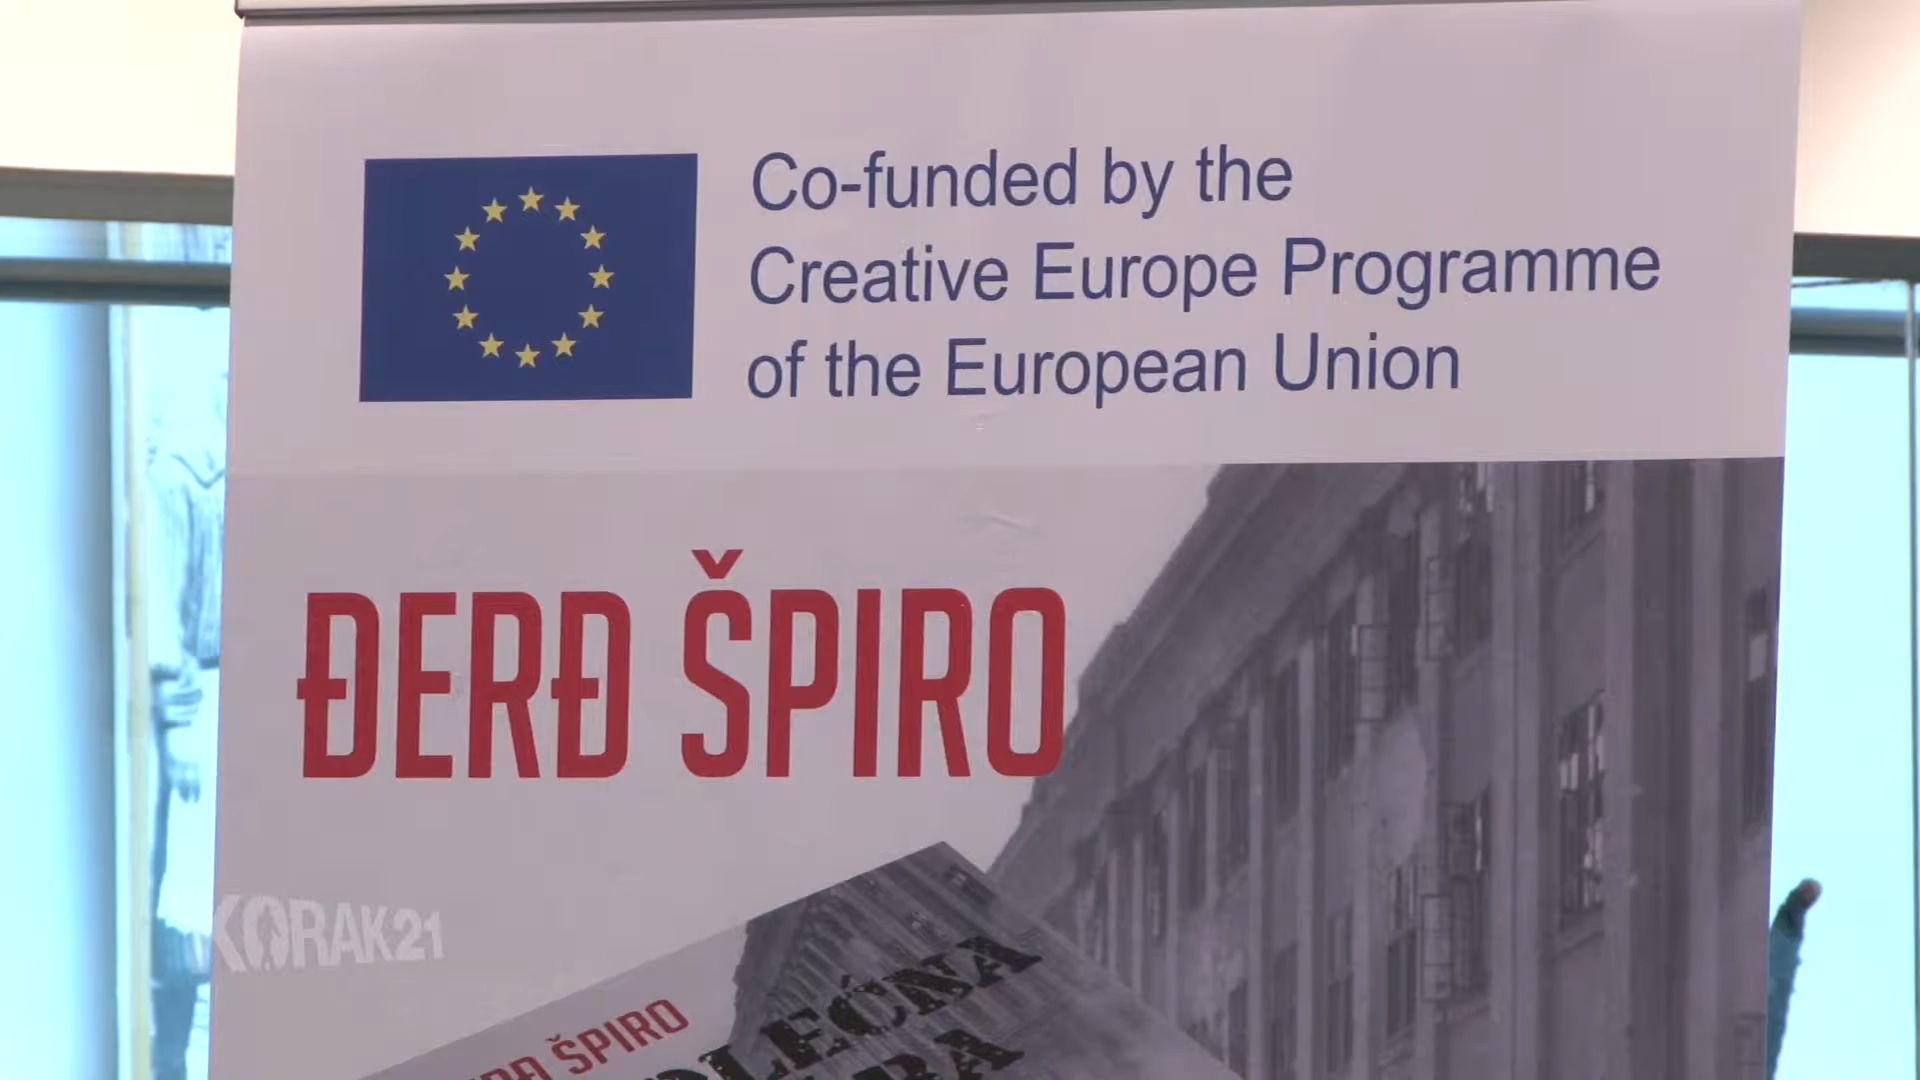 Co-funded by the
Creative Europe Programme
of the European Union
ĐERĐ ŠPIRO
KORAK21
ŠPIRO